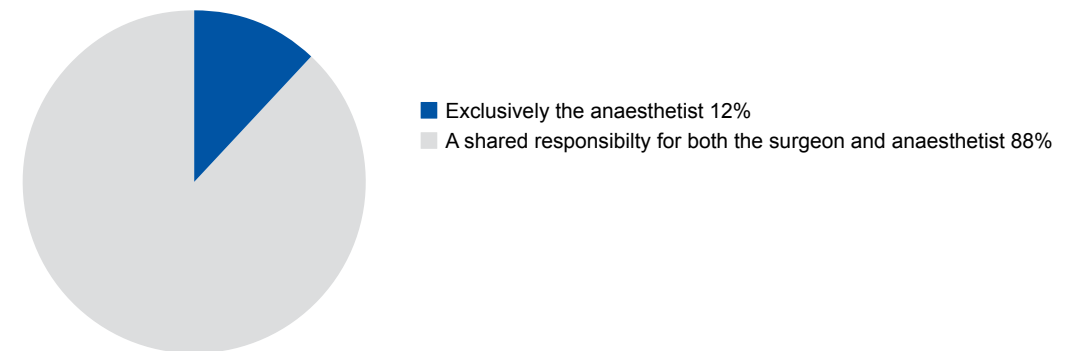 Exclusively the anaesthetist 12%
A shared responsibilty for both the surgeon and anaesthetist 88%